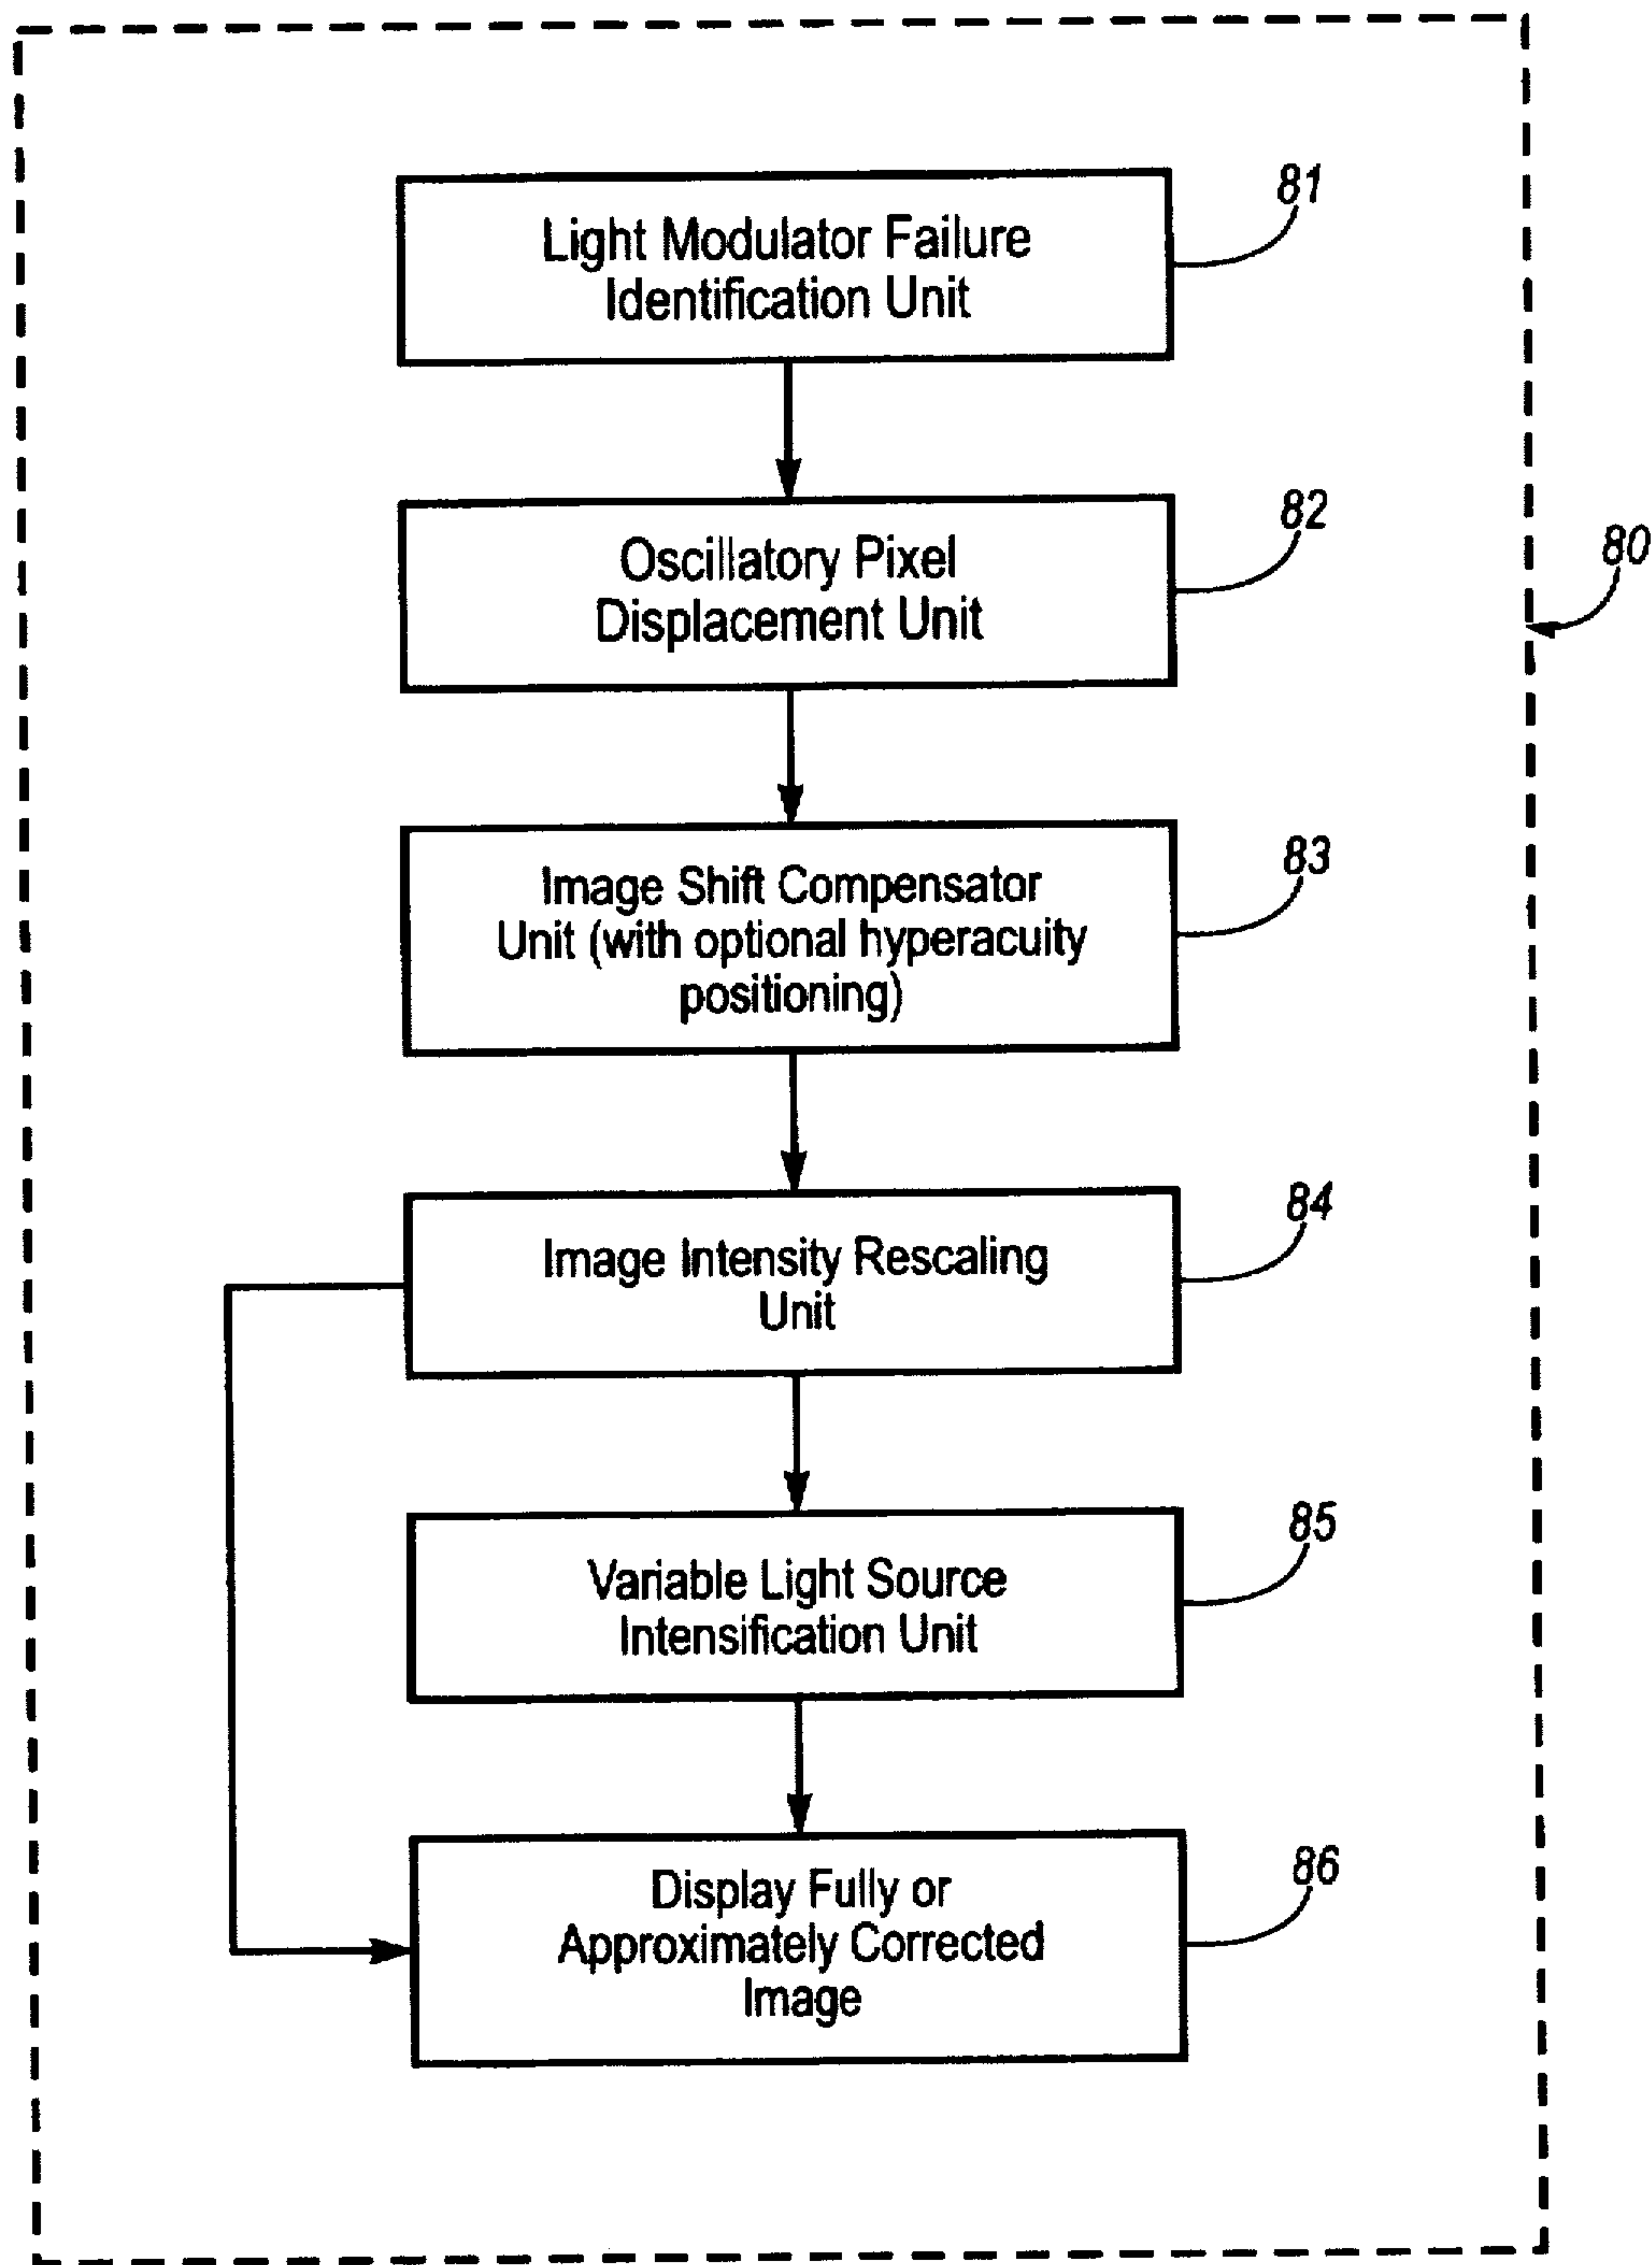 81
Light Modulator Failure
Identification Unit
82
Oscillatory Pixel
Displacement Unit
80
83
Image Shift Compensator
Unit (with optional hyperacuity
positioning)
84
Image Intensity Rescaling
Unit
85
Variable Light Source
Intensification Unit
86
Display Fully or
Approximately Corrected
Image